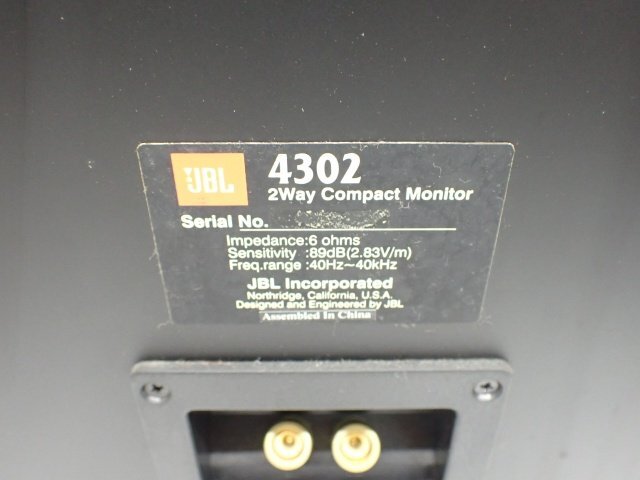 JBL 4302
2Way Compact Monitor
Serial No.
Impedance:6 ohms
Sensitivity :89dB(2.83V/m)
Freq.range :40Hz~40kHz
JBL Incorporated
Northridge, California, U.S.A.
Designed and Engineered by JBL
Assembled In China